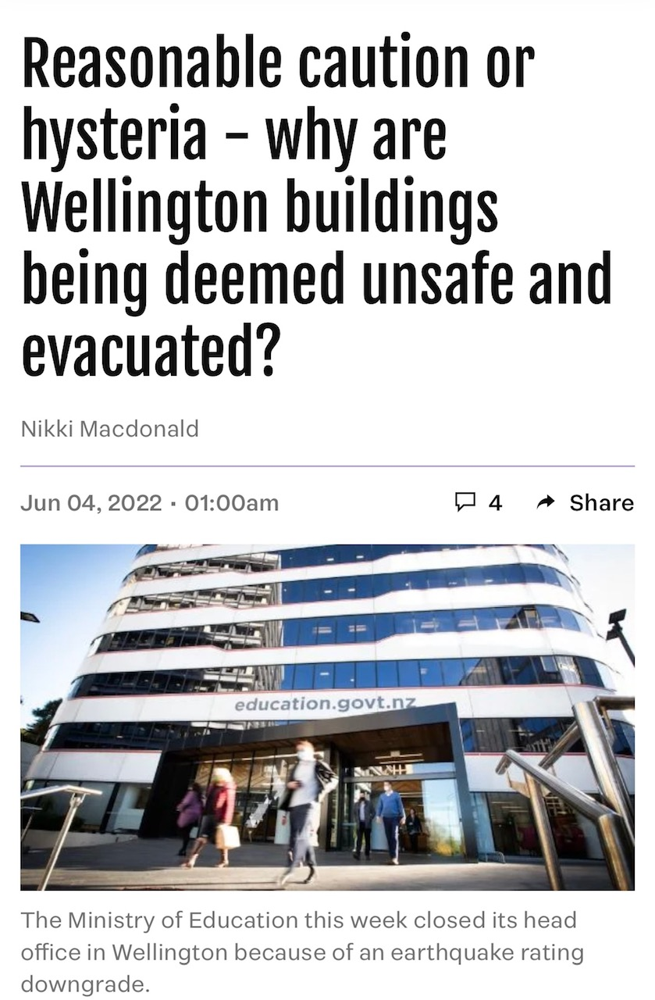 Reasonable caution or
hysteria – why are
Wellington buildings
being deemed unsafe and
evacuated?
Nikki Macdonald
Jun 04, 2022 • 01:00am
4 Share
education.govt.nz
The Ministry of Education this week closed its head
office in Wellington because of an earthquake rating
downgrade.